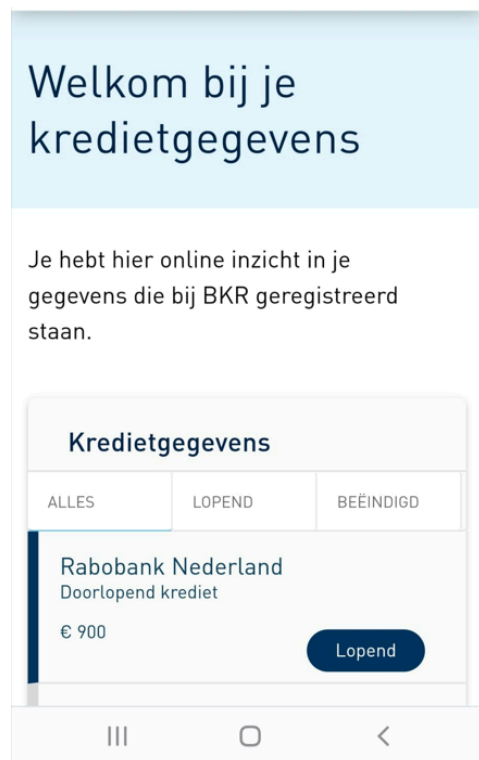 Welkom bij je
kredietgegevens
Je hebt hier online inzicht in je
gegevens die bij BKR geregistreerd
staan.
Kredietgegevens
ALLES LOPEND BEËINDIGD
Rabobank Nederland
Doorlopend krediet
€ 900
Lopend